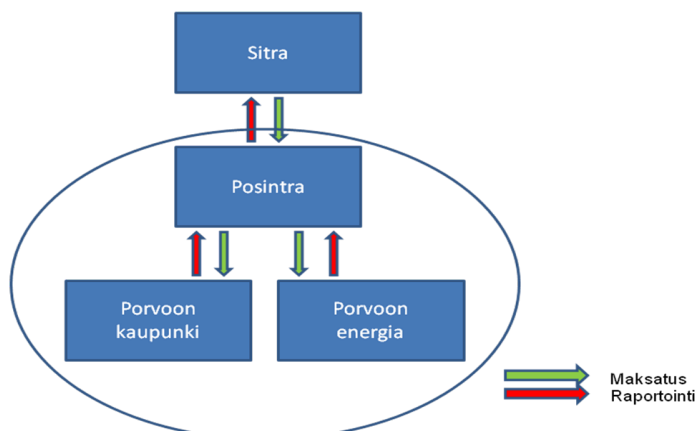 Sitra
Posintra
Porvoon
kaupunki
Porvoon
energia
Maksatus
Raportointi